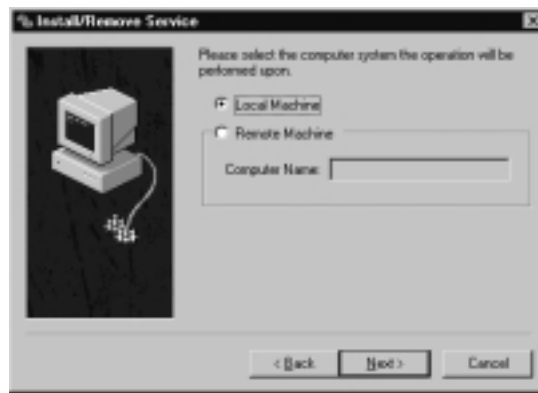 Install/Remove Service
Please select the computer system the operation will be
performed upon.
Local Machine
Remote Machine
Computer Name:
< Back
Next >
Cancel